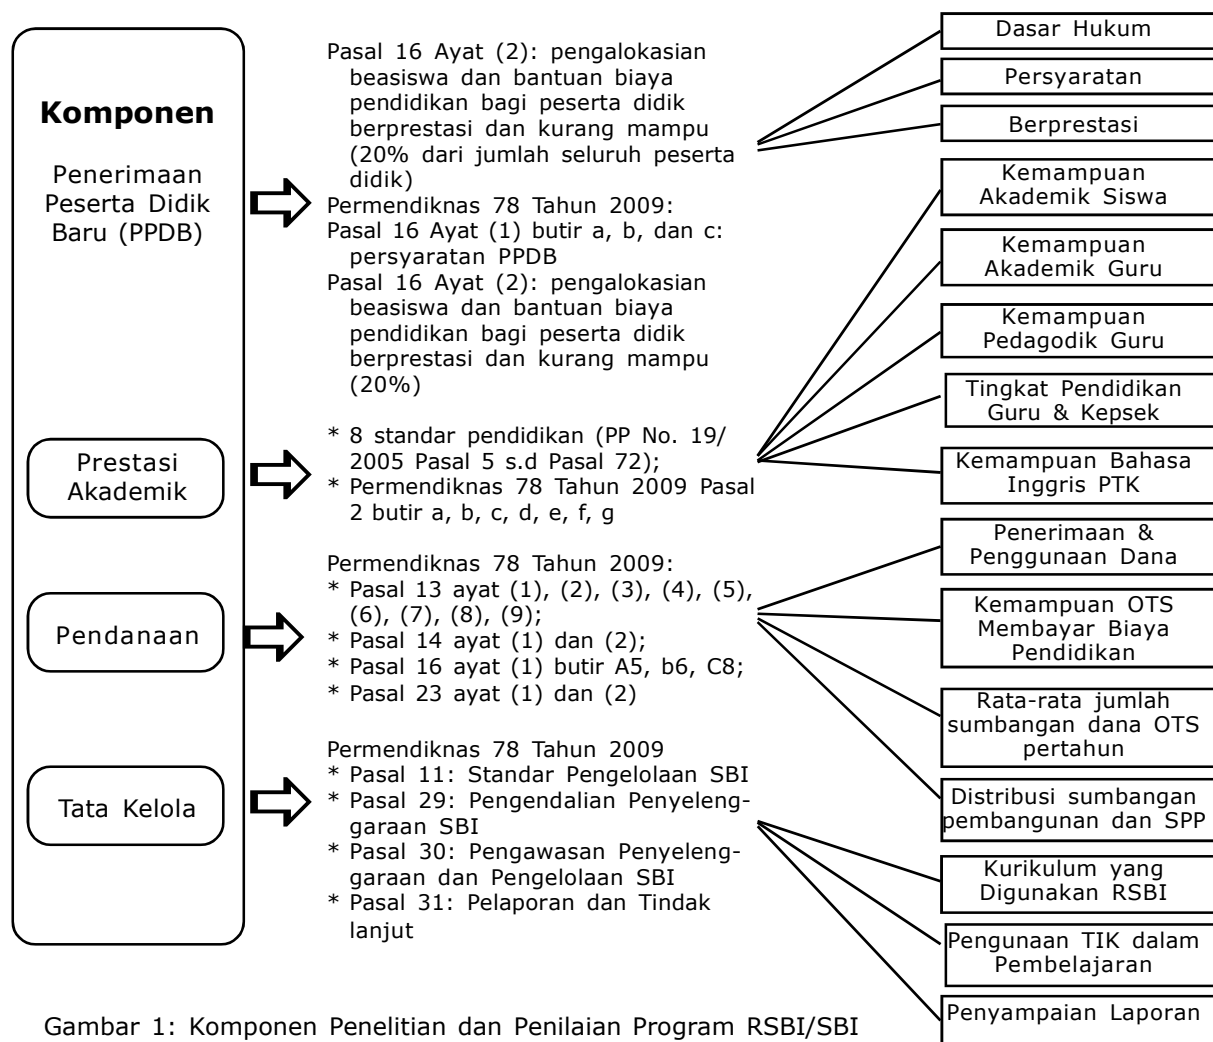 Komponen
Penerimaan
Peserta Didik
Baru (PPDB)
Pasal 16 Ayat (2): pengalokasian
beasiswa dan bantuan biaya
pendidikan bagi peserta didik
berprestasi dan kurang mampu
(20% dari jumlah seluruh peserta
didik)
Permendiknas 78 Tahun 2009:
Pasal 16 Ayat (1) butir a, b, dan c:
persyaratan PPDB
Pasal 16 Ayat (2): pengalokasian
beasiswa dan bantuan biaya
pendidikan bagi peserta didik
berprestasi dan kurang mampu
(20%)
Dasar Hukum
Persyaratan
Berprestasi
Prestasi
Akademik
* 8 standar pendidikan (PP No. 19/
2005 Pasal 5 s.d Pasal 72);
* Permendiknas 78 Tahun 2009 Pasal
2 butir a, b, c, d, e, f, g
Kemampuan
Akademik Siswa
Kemampuan
Akademik Guru
Kemampuan
Pedagodik Guru
Tingkat Pendidikan
Guru & Kepsek
Kemampuan Bahasa
Inggris PTK
Pendanaan
Permendiknas 78 Tahun 2009:
* Pasal 13 ayat (1), (2), (3), (4), (5),
(6), (7), (8), (9);
* Pasal 14 ayat (1) dan (2);
* Pasal 16 ayat (1) butir A5, b6, C8;
* Pasal 23 ayat (1) dan (2)
Penerimaan &
Penggunaan Dana
Kemampuan OTS
Membayar Biaya
Pendidikan
Rata-rata jumlah
sumbangan dana OTS
pertahun
Distribusi sumbangan
pembangunan dan SPP
Tata Kelola
Permendiknas 78 Tahun 2009
* Pasal 11: Standar Pengelolaan SBI
* Pasal 29: Pengendalian Penyeleng-
garaan SBI
* Pasal 30: Pengawasan Penyeleng-
garaan dan Pengelolaan SBI
* Pasal 31: Pelaporan dan Tindak
lanjut
Kurikulum yang
Digunakan RSBI
Pengunaan TIK dalam
Pembelajaran
Penyampaian Laporan
Gambar 1: Komponen Penelitian dan Penilaian Program RSBI/SBI